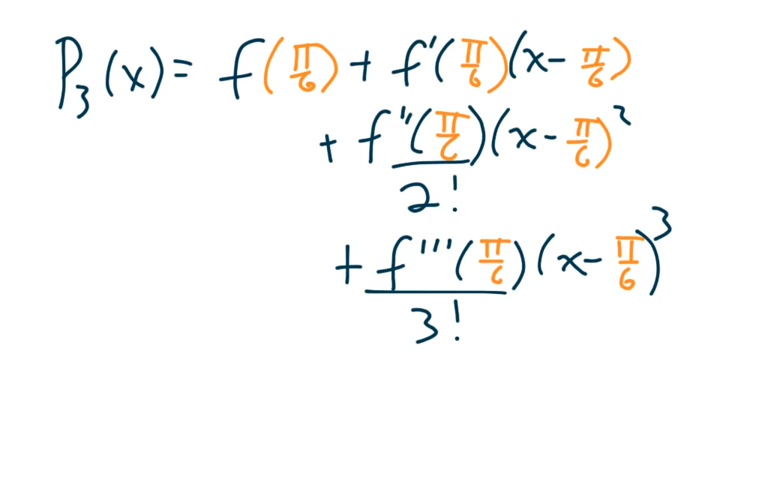 P₃(x) = f(π/6) + f'(π/6)(x - π/6)
+ f''(π/6)/2! (x - π/6)²
+ f'''(π/6)/3! (x - π/6)³